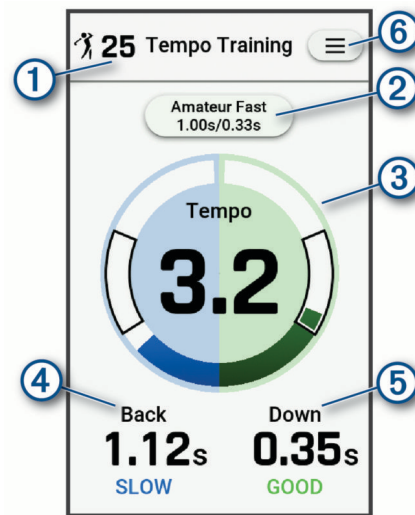 25 Tempo Training
6
1
2
Amateur Fast
1.00s/0.33s
3
Tempo
3.2
4
5
Back
Down
1.12s
0.35s
SLOW
GOOD